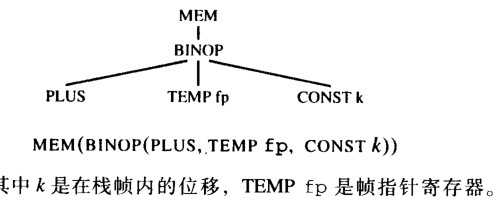 MEM
BINOP
PLUS TEMP fp CONST k
MEM(BINOP(PLUS, TEMP fp, CONST k))
其中 k 是在栈帧内的位移，TEMP fp 是帧指针寄存器。